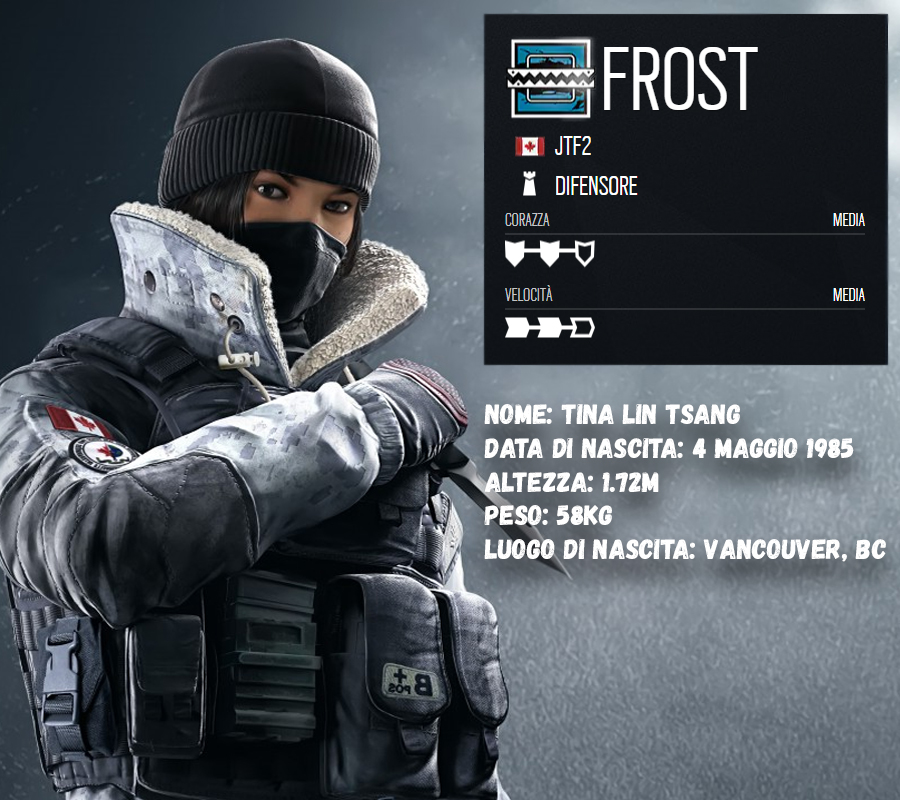 FROST
JTF2
DIFENSORE
CORAZZA MEDIA
VELOCITÀ MEDIA
NOME: TINA LIN TSANG
DATA DI NASCITA: 4 MAGGIO 1985
ALTEZZA: 1.72M
PESO: 58KG
LUOGO DI NASCITA: VANCOUVER, BC
B+
POS